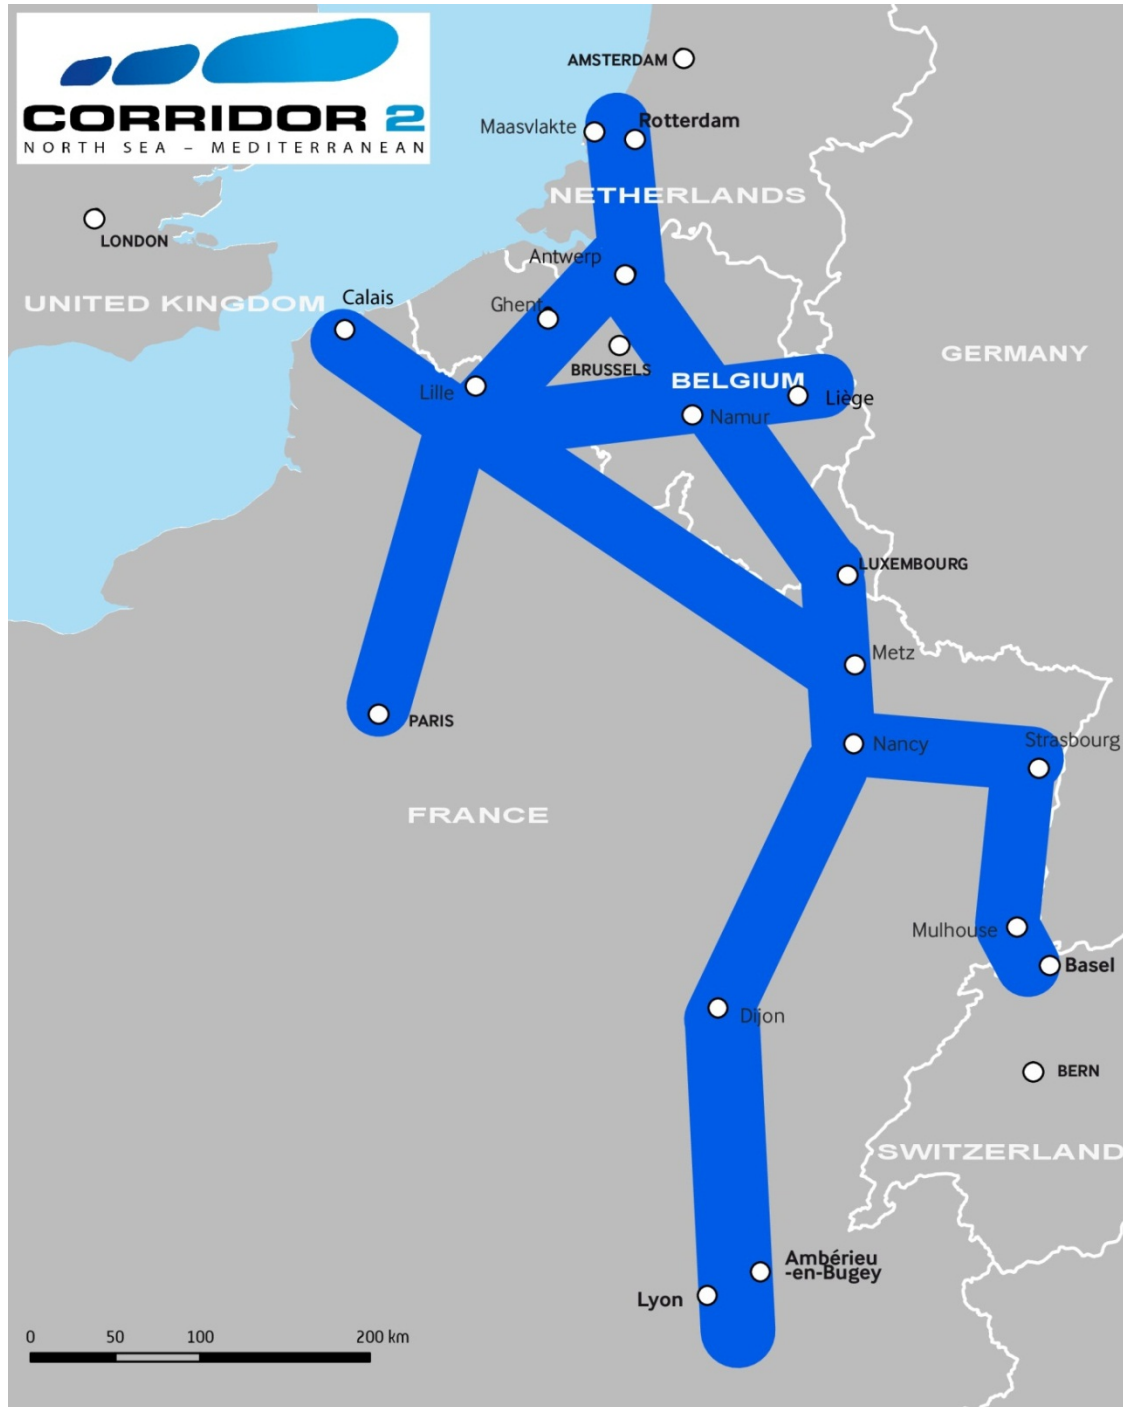 CORRIDOR 2
NORTH SEA – MEDITERRANEAN
AMSTERDAM
Maasvlakte
Rotterdam
NETHERLANDS
LONDON
Antwerp
UNITED KINGDOM
Calais
Ghent
BRUSSELS
GERMANY
BELGIUM
Lille
Liège
Namur
LUXEMBOURG
Metz
PARIS
Nancy
Strasbourg
FRANCE
Mulhouse
Basel
Dijon
BERN
SWITZERLAND
Ambérieu
-en-Bugey
Lyon
0 50 100 200 km